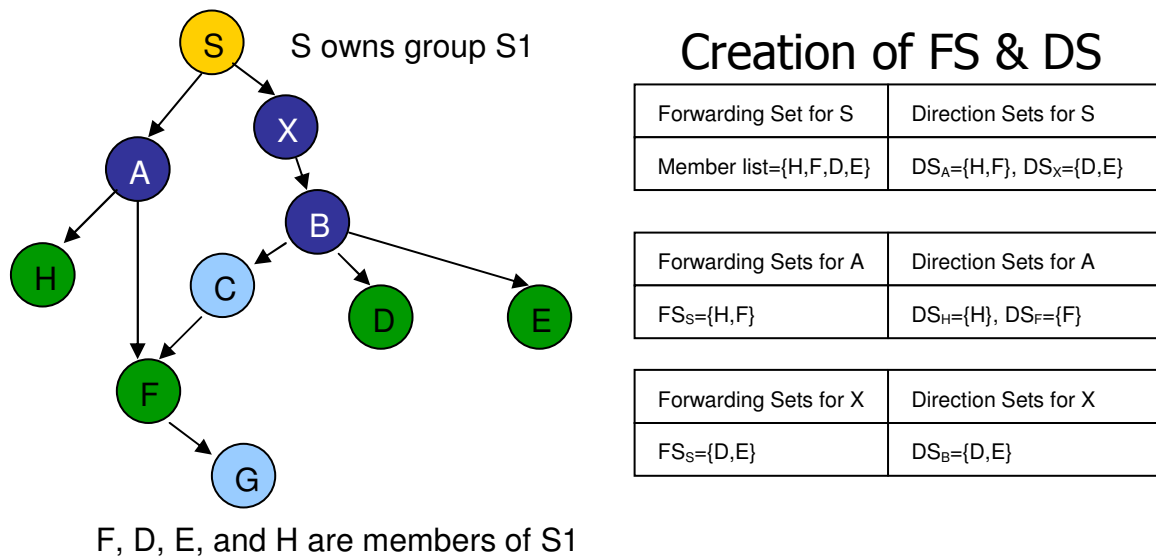 S
S owns group S1
X
A
B
H
C
D
E
F
G
F, D, E, and H are members of S1
Creation of FS & DS
Forwarding Set for S
Direction Sets for S
Member list={H,F,D,E}
DSA={H,F}, DSX={D,E}
Forwarding Sets for A
Direction Sets for A
FSS={H,F}
DSH={H}, DSF={F}
Forwarding Sets for X
Direction Sets for X
FSS={D,E}
DSB={D,E}